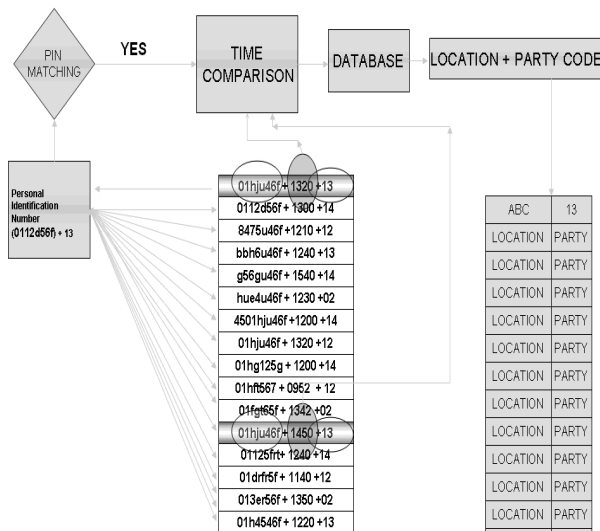 PIN
MATCHING
YES
TIME
COMPARISON
DATABASE
LOCATION + PARTY CODE
Personal
Identification
Number
(0112d56f) + 13
01hju46f + 1320 +13
0112d56f + 1300 +14
8475u46f +1210 +12
bbh6u46f + 1240 +13
g56gu46f + 1540 +14
hue4u46f + 1230 +02
4501hju46f +1200 +14
01hju46f + 1320 +12
01hg125g + 1200 +14
01hft567 + 0952 + 12
01fgt65f + 1342 +02
01hju46f + 1450 +13
01125frt+ 1240 +14
01drfr5f + 1140 +12
013er56f + 1350 +02
01h4546f + 1220 +13
ABC 13
LOCATION PARTY
LOCATION PARTY
LOCATION PARTY
LOCATION PARTY
LOCATION PARTY
LOCATION PARTY
LOCATION PARTY
LOCATION PARTY
LOCATION PARTY
LOCATION PARTY
LOCATION PARTY
LOCATION PARTY
LOCATION PARTY